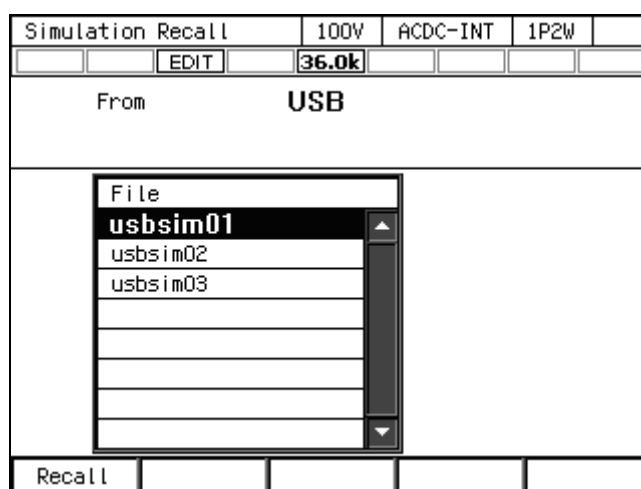 Simulation Recall 100V ACDC-INT 1P2W
EDIT 36.0k
From USB
File
usbsim01
usbsim02
usbsim03
Recall